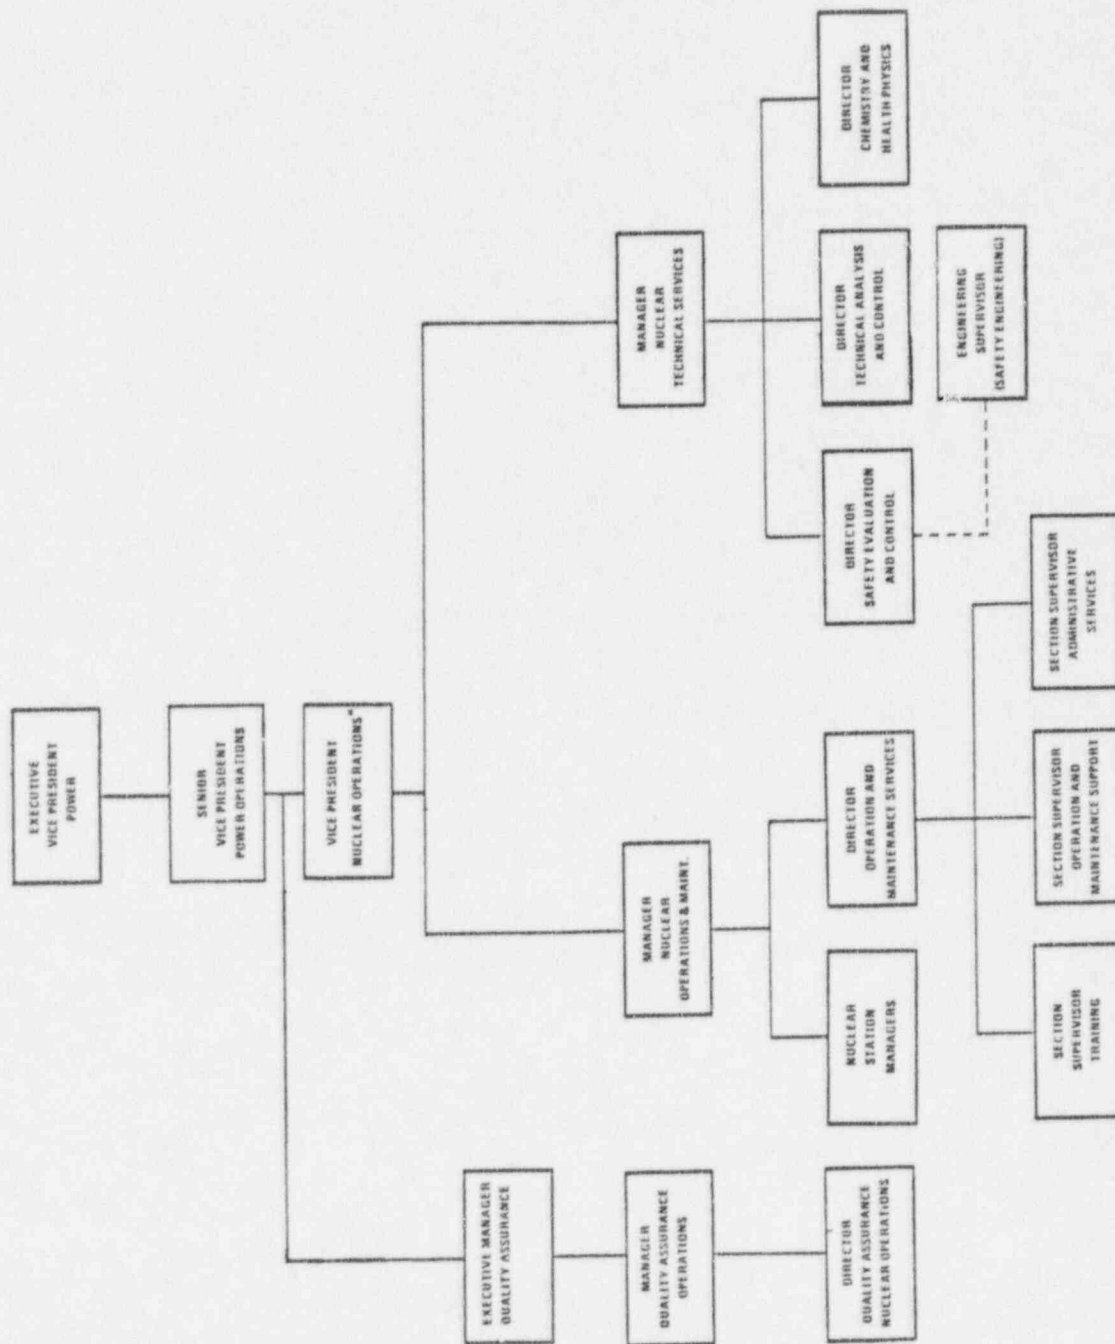 EXECUTIVE
VICE PRESIDENT
POWER
SENIOR
VICE PRESIDENT
POWER OPERATIONS
VICE PRESIDENT
NUCLEAR OPERATIONS*
EXECUTIVE MANAGER
QUALITY ASSURANCE
MANAGER
QUALITY ASSURANCE
OPERATIONS
MANAGER
NUCLEAR
OPERATIONS & MAINT.
MANAGER
NUCLEAR
TECHNICAL SERVICES
DIRECTOR
QUALITY ASSURANCE
NUCLEAR OPERATIONS
NUCLEAR
STATION
MANAGERS
DIRECTOR
OPERATION AND
MAINTENANCE SERVICES
DIRECTOR
SAFETY EVALUATION
AND CONTROL
DIRECTOR
TECHNICAL ANALYSIS
AND CONTROL
DIRECTOR
CHEMISTRY AND
HEALTH PHYSICS
ENGINEERING
SUPERVISOR
(SAFETY ENGINEERING)
SECTION
SUPERVISOR
TRAINING
SECTION SUPERVISOR
OPERATION AND
MAINTENANCE SUPPORT
SECTION SUPERVISOR
ADMINISTRATIVE
SERVICES